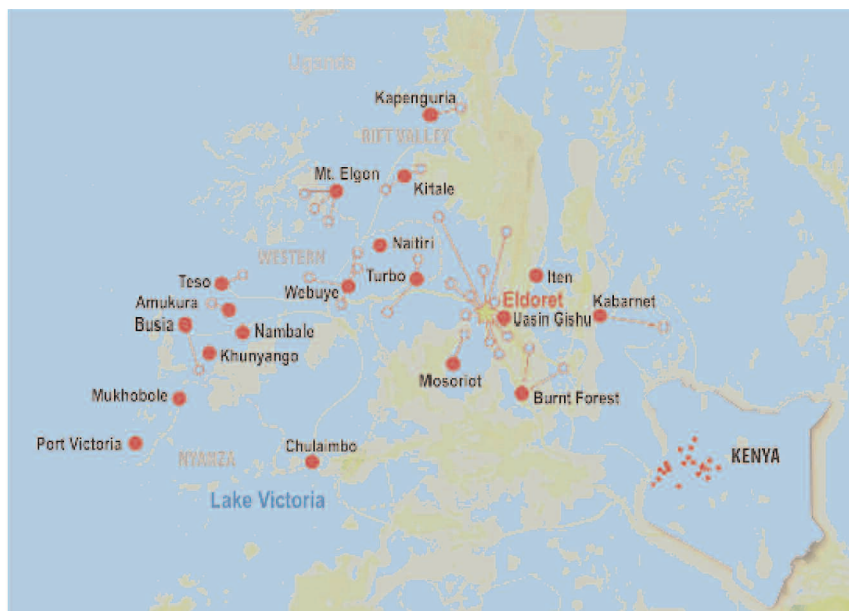 Uganda
Kapenguria
RIFT VALLEY
Mt. Elgon
Kitale
Naitiri
WESTERN
Teso
Turbo
Iten
Webuye
Amukura
Eldoret
Kabarnet
Busia
Uasin Gishu
Nambale
Khunyango
Mosoriot
Mukhobole
Burnt Forest
Port Victoria
Chulaimbo
KENYA
NYANZA
Lake Victoria